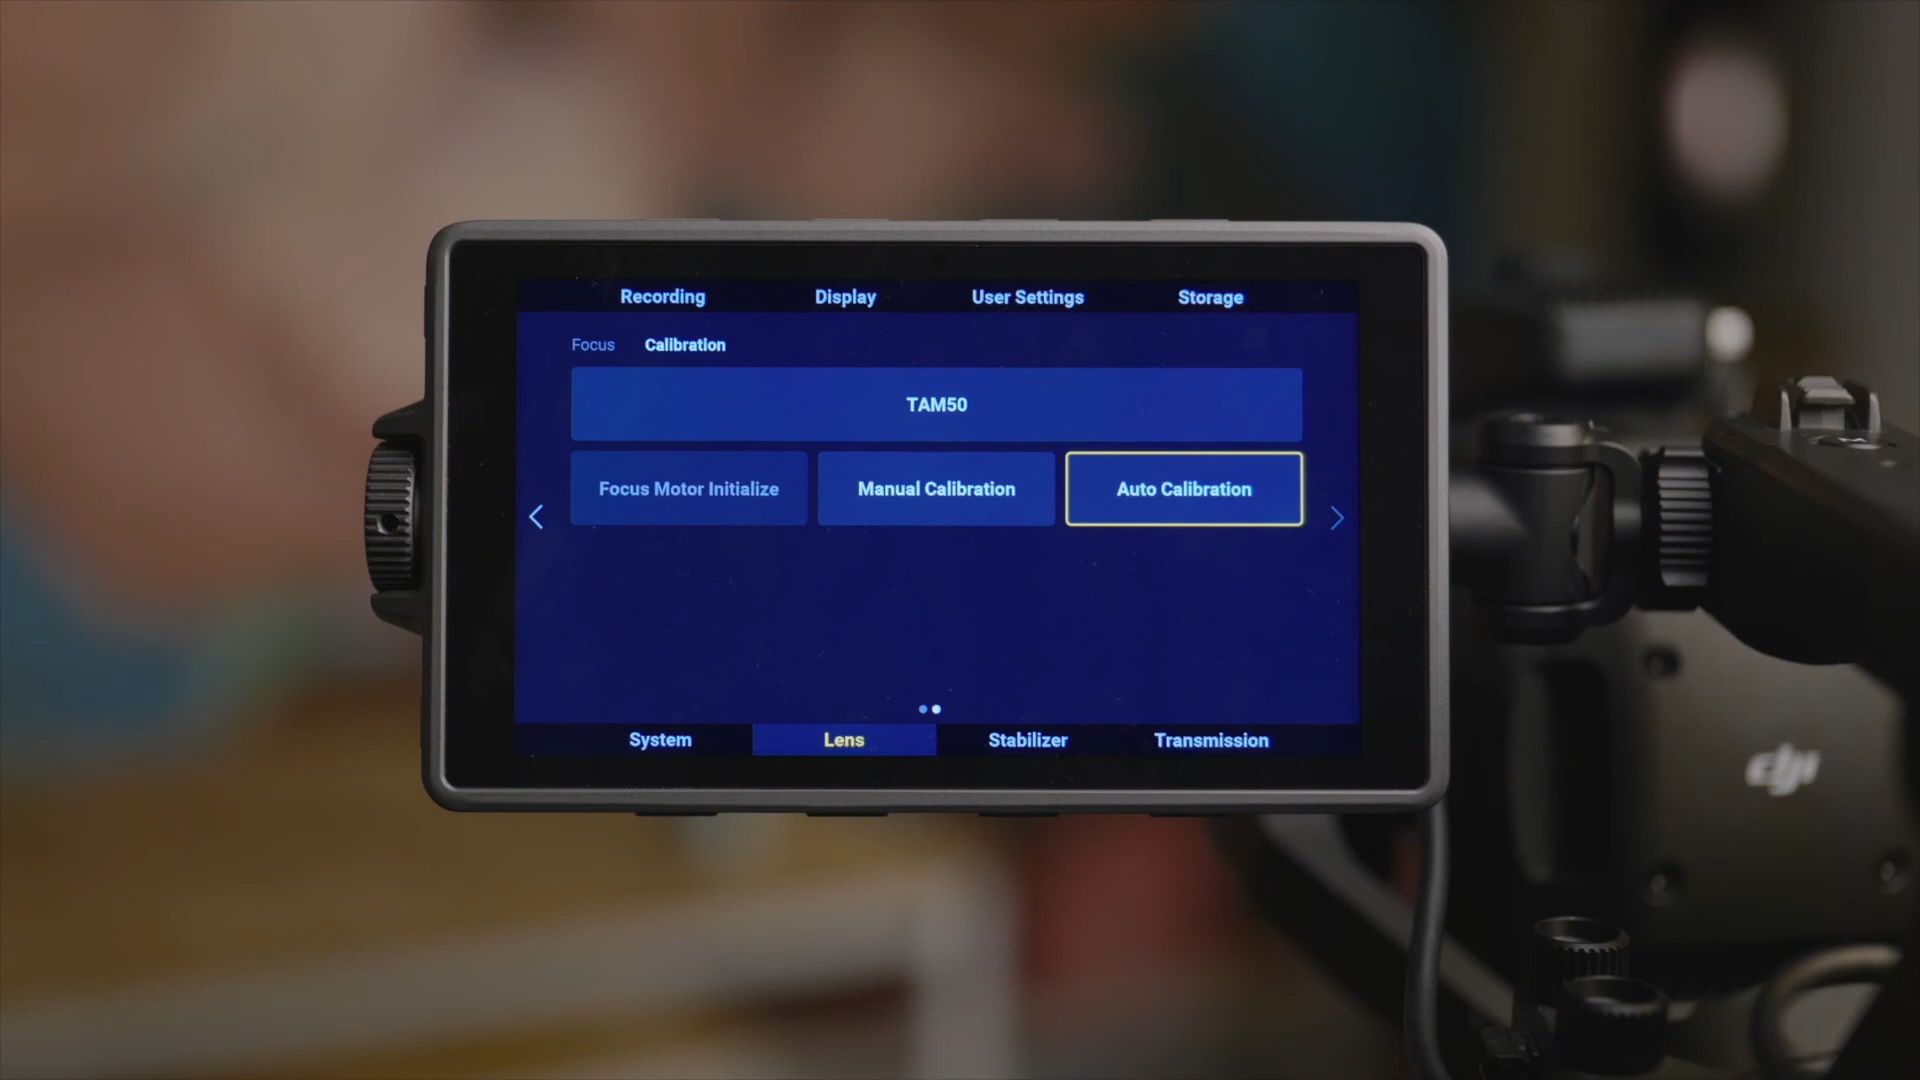 Recording Display User Settings Storage
Focus Calibration
TAM50
Focus Motor Initialize Manual Calibration Auto Calibration
System Lens Stabilizer Transmission
dji